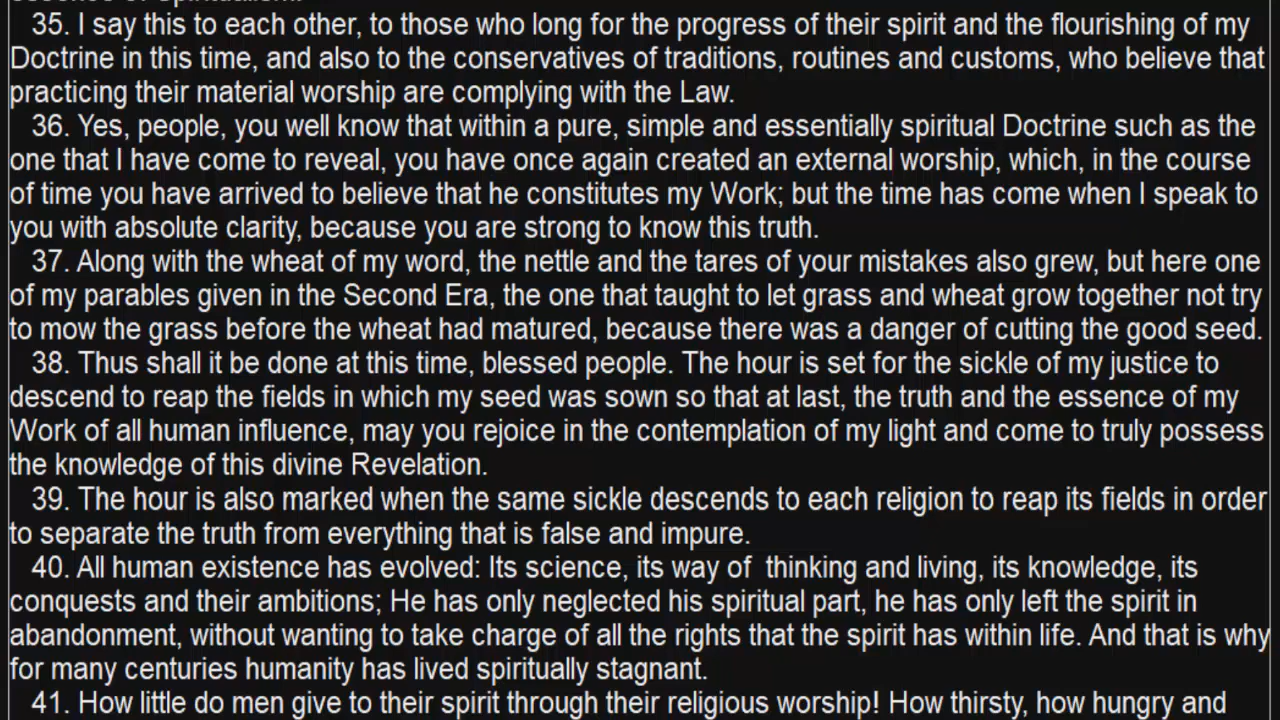 essence of Spiritualism.
35. I say this to each other, to those who long for the progress of their spirit and the flourishing of my
Doctrine in this time, and also to the conservatives of traditions, routines and customs, who believe that
practicing their material worship are complying with the Law.
36. Yes, people, you well know that within a pure, simple and essentially spiritual Doctrine such as the
one that I have come to reveal, you have once again created an external worship, which, in the course
of time you have arrived to believe that he constitutes my Work; but the time has come when I speak to
you with absolute clarity, because you are strong to know this truth.
37. Along with the wheat of my word, the nettle and the tares of your mistakes also grew, but here one
of my parables given in the Second Era, the one that taught to let grass and wheat grow together not try
to mow the grass before the wheat had matured, because there was a danger of cutting the good seed.
38. Thus shall it be done at this time, blessed people. The hour is set for the sickle of my justice to
descend to reap the fields in which my seed was sown so that at last, the truth and the essence of my
Work of all human influence, may you rejoice in the contemplation of my light and come to truly possess
the knowledge of this divine Revelation.
39. The hour is also marked when the same sickle descends to each religion to reap its fields in order
to separate the truth from everything that is false and impure.
40. All human existence has evolved: Its science, its way of  thinking and living, its knowledge, its
conquests and their ambitions; He has only neglected his spiritual part, he has only left the spirit in
abandonment, without wanting to take charge of all the rights that the spirit has within life. And that is why
for many centuries humanity has lived spiritually stagnant.
41. How little do men give to their spirit through their religious worship! How thirsty, how hungry and